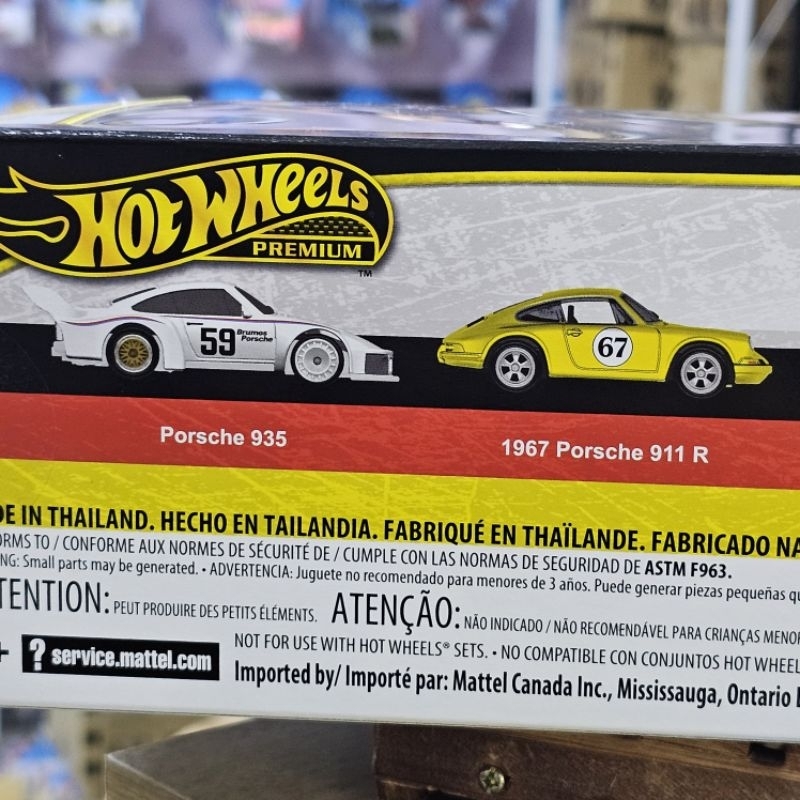 HOT WHEELS
PREMIUM
TM
59 Brumos
Porsche
67
Porsche 935
1967 Porsche 911 R
DE IN THAILAND. HECHO EN TAILANDIA. FABRIQUÉ EN THAÏLANDE. FABRICADO NA
ORMS TO / CONFORME AUX NORMES DE SÉCURITÉ DE / CUMPLE CON LAS NORMAS DE SEGURIDAD DE ASTM F963.
NG: Small parts may be generated. • ADVERTENCIA: Juguete no recomendado para menores de 3 años. Puede generar piezas pequeñas qu
TENTION: PEUT PRODUIRE DES PETITS ÉLÉMENTS. ATENÇÃO: NÃO INDICADO / NÃO RECOMENDÁVEL PARA CRIANÇAS MENOR
+ ? service.mattel.com NOT FOR USE WITH HOT WHEELS® SETS. • NO COMPATIBLE CON CONJUNTOS HOT WHEEL
Imported by/ Importé par: Mattel Canada Inc., Mississauga, Ontario